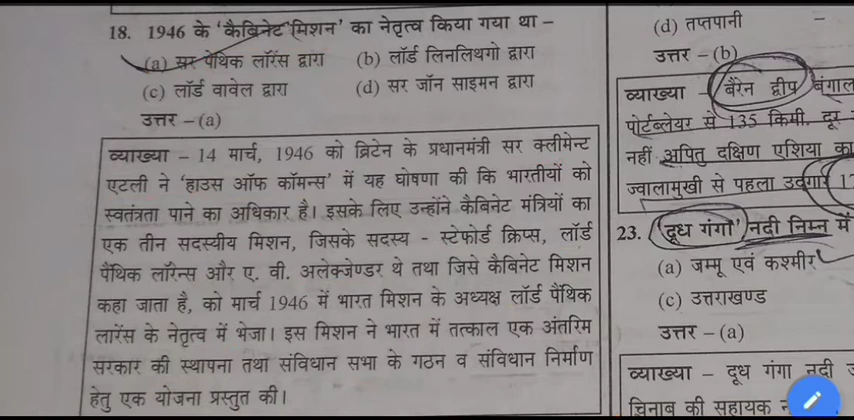 18. 1946 के 'कैबिनेट मिशन' का नेतृत्व किया गया था –
(a) सर पेथिक लॉरेंस द्वारा (b) लॉर्ड लिनलिथगो द्वारा
(c) लॉर्ड वावेल द्वारा (d) सर जॉन साइमन द्वारा
उत्तर –(a)
व्याख्या – 14 मार्च, 1946 को ब्रिटेन के प्रधानमंत्री सर क्लीमेन्ट
एटली ने 'हाउस ऑफ कॉमन्स' में यह घोषणा की कि भारतीयों को
स्वतंत्रता पाने का अधिकार है। इसके लिए उन्होंने कैबिनेट मंत्रियों का
एक तीन सदस्यीय मिशन, जिसके सदस्य - स्टेफोर्ड क्रिप्स, लॉर्ड
पैंथिक लॉरेन्स और ए. वी. अलेक्जेण्डर थे तथा जिसे कैबिनेट मिशन
कहा जाता है, को मार्च 1946 में भारत मिशन के अध्यक्ष लॉर्ड पैंथिक
लारेंस के नेतृत्व में भेजा। इस मिशन ने भारत में तत्काल एक अंतरिम
सरकार की स्थापना तथा संविधान सभा के गठन व संविधान निर्माण
हेतु एक योजना प्रस्तुत की।
(d) तप्तपानी
उत्तर –(b)
व्याख्या – बैरेन द्वीप बंगाल
पोर्टब्लेयर से 135 किमी. दूर
नहीं अपितु दक्षिण एशिया का
ज्वालामुखी से पहला उद्गार 17
23. 'दूध गंगा' नदी निम्न में
(a) जम्मू एवं कश्मीर
(c) उत्तराखण्ड
उत्तर –(a)
व्याख्या – दूध गंगा नदी
चिनाब की सहायक